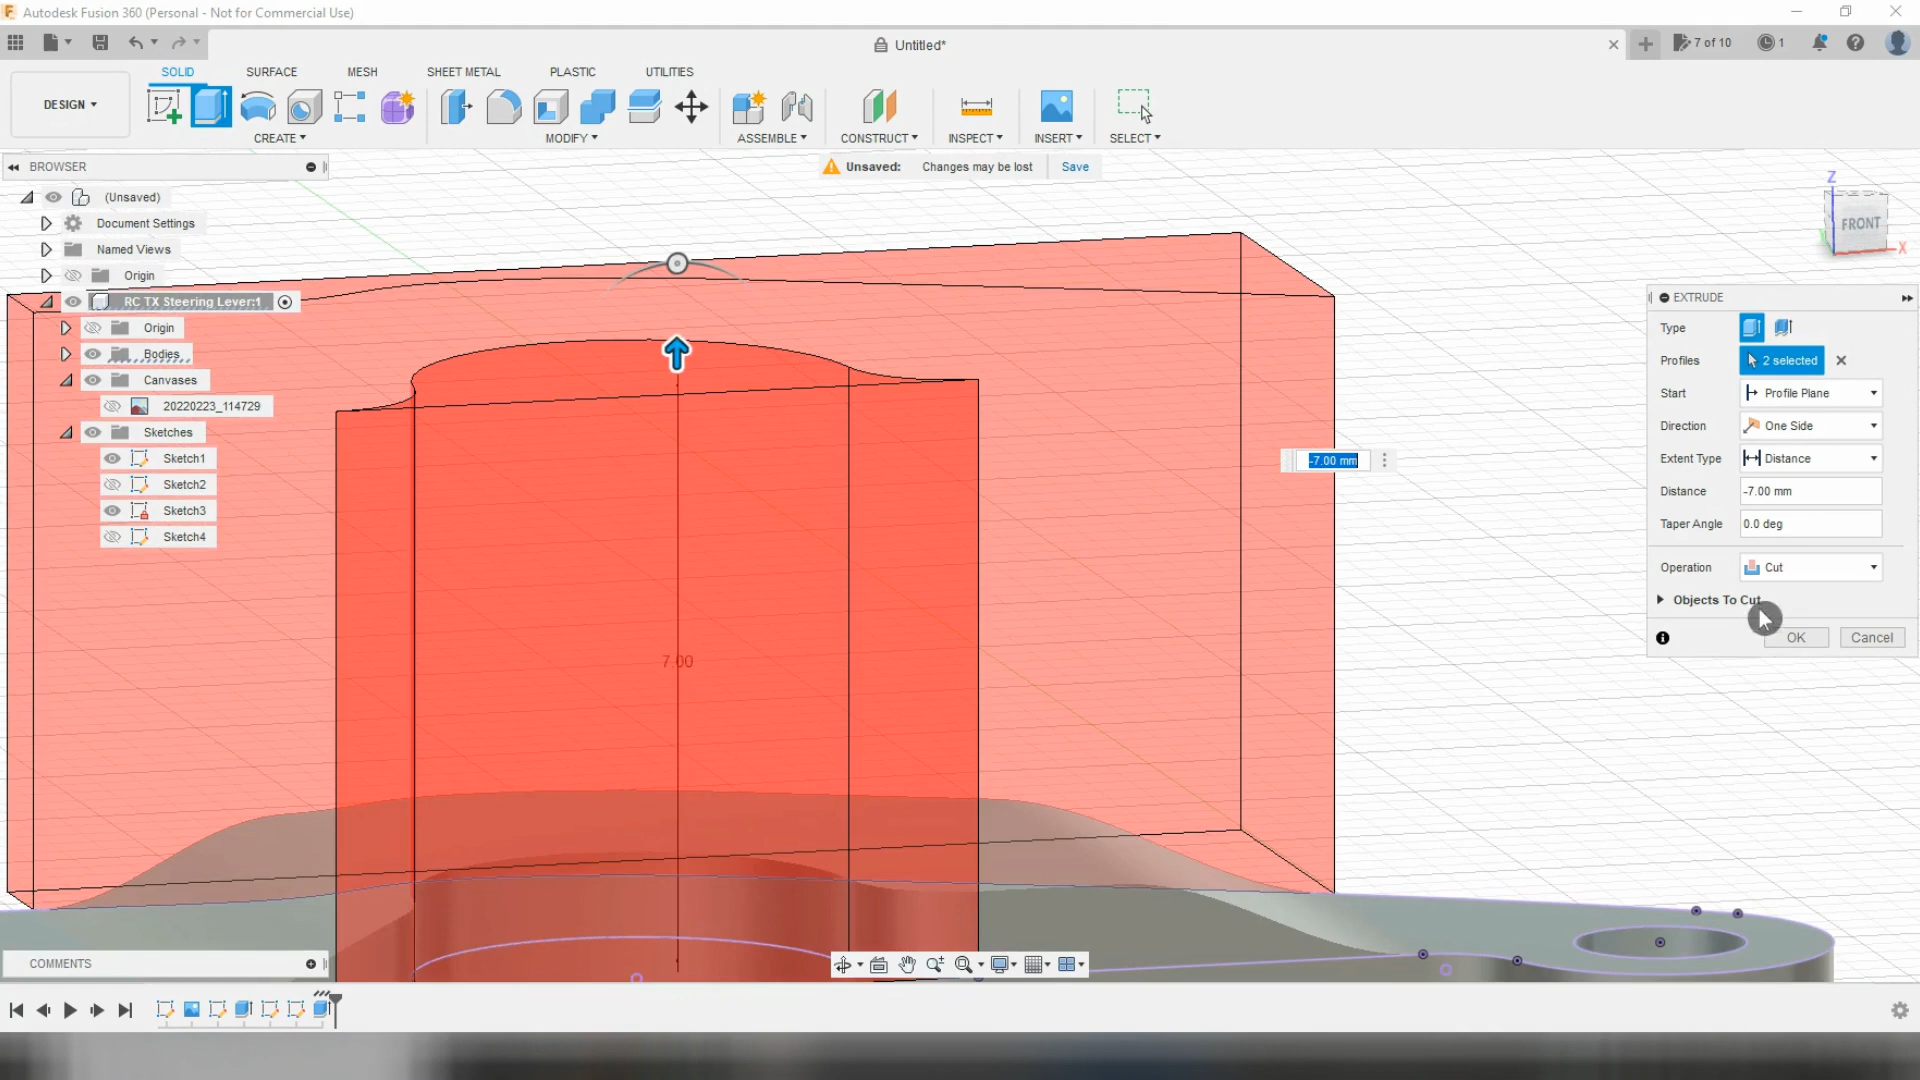 Autodesk Fusion 360 (Personal - Not for Commercial Use)
Untitled*
7 of 10
1
SOLID
SURFACE
MESH
SHEET METAL
PLASTIC
UTILITIES
DESIGN
CREATE
MODIFY
ASSEMBLE
CONSTRUCT
INSPECT
INSERT
SELECT
BROWSER
Unsaved: Changes may be lost Save
(Unsaved)
Document Settings
Named Views
Origin
RC TX Steering Lever:1
Origin
Bodies
Canvases
20220223_114729
Sketches
Sketch1
Sketch2
Sketch3
Sketch4
7.00
-7.00 mm
Z
FRONT
X
EXTRUDE
Type
Profiles 2 selected
Start Profile Plane
Direction One Side
Extent Type Distance
Distance -7.00 mm
Taper Angle 0.0 deg
Operation Cut
Objects To Cut
OK Cancel
COMMENTS